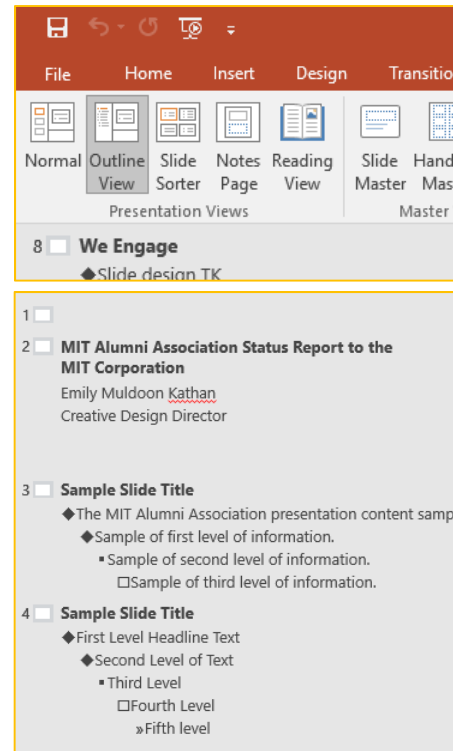 File Home Insert Design Transitio
Normal Outline View Slide Sorter Notes Page Reading View Slide Master Hand Mas
Presentation Views Master
8 We Engage
◆Slide design TK
1
2 MIT Alumni Association Status Report to the
MIT Corporation
Emily Muldoon Kathan
Creative Design Director
3 Sample Slide Title
◆The MIT Alumni Association presentation content samp
◆Sample of first level of information.
▪Sample of second level of information.
☐Sample of third level of information.
4 Sample Slide Title
◆First Level Headline Text
◆Second Level of Text
▪Third Level
☐Fourth Level
»Fifth level